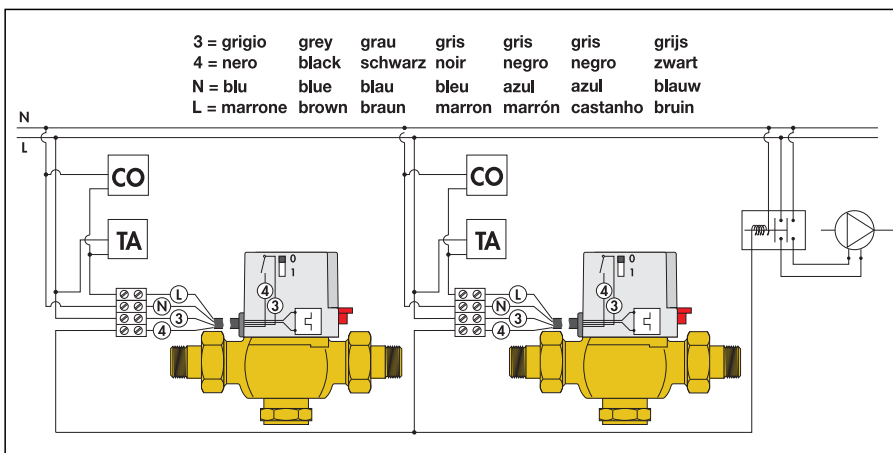 3 = grigio grey grau gris gris gris grijs
4 = nero black schwarz noir negro negro zwart
N = blu blue blau bleu azul azul blauw
L = marrone brown braun marron marrón castanho bruin
N
L
CO
CO
TA
TA
0
1
4
3
0
1
4
3
L
N
3
4
L
N
3
4